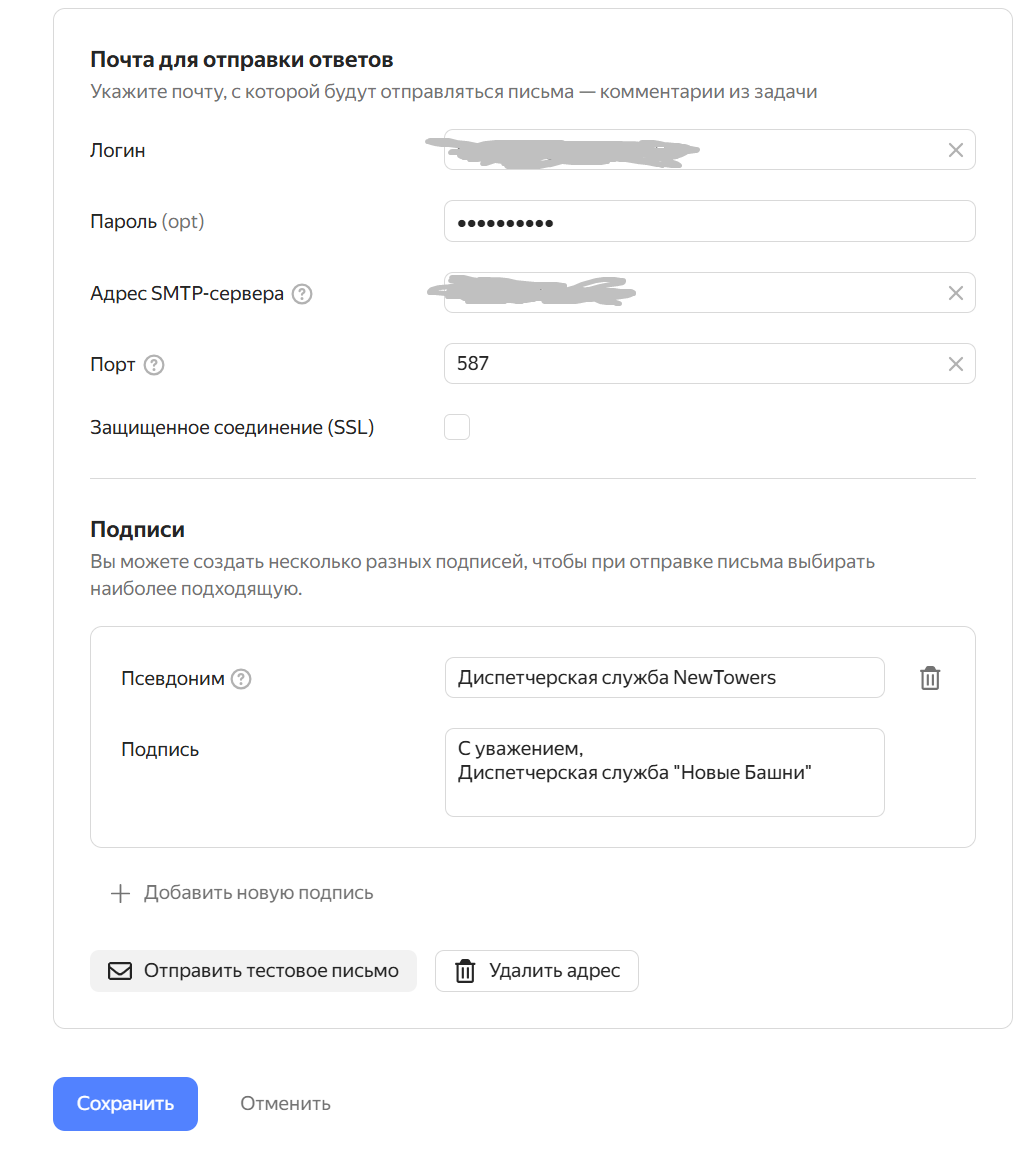 Почта для отправки ответов
Укажите почту, с которой будут отправляться письма — комментарии из задачи
Логин
Пароль (opt)
••••••••••
Адрес SMTP-сервера ?
Порт ?
587
Защищенное соединение (SSL)
Подписи
Вы можете создать несколько разных подписей, чтобы при отправке письма выбирать
наиболее подходящую.
Псевдоним ?
Диспетчерская служба NewTowers
Подпись
С уважением,
Диспетчерская служба "Новые Башни"
Добавить новую подпись
Отправить тестовое письмо
Удалить адрес
Сохранить
Отменить